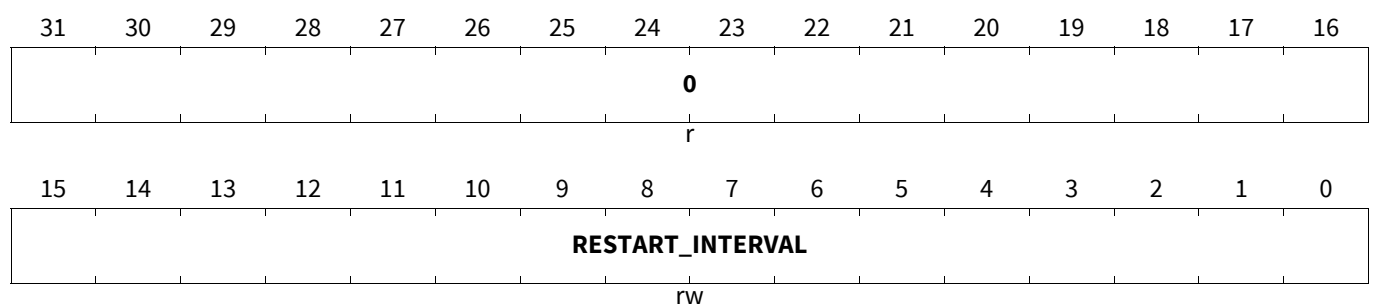 31 30 29 28 27 26 25 24 23 22 21 20 19 18 17 16
0
r
15 14 13 12 11 10 9 8 7 6 5 4 3 2 1 0
RESTART_INTERVAL
rw